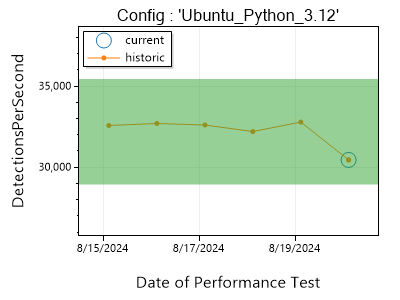 Config : 'Ubuntu_Python_3.12'
current
historic
DetectionsPerSecond
35,000
30,000
8/15/2024
8/17/2024
8/19/2024
Date of Performance Test